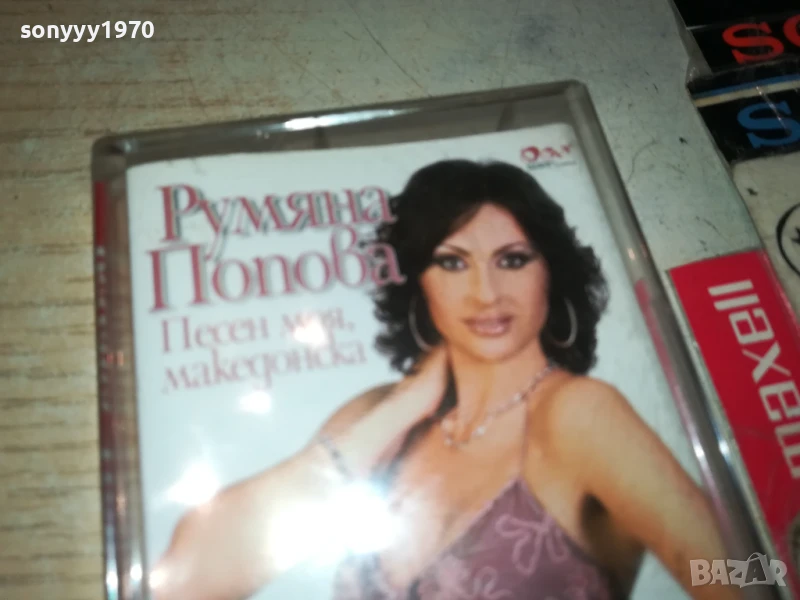 sonyyy1970
Румяна
Попова
Песен моя,
македонска
maxell
BAZAR